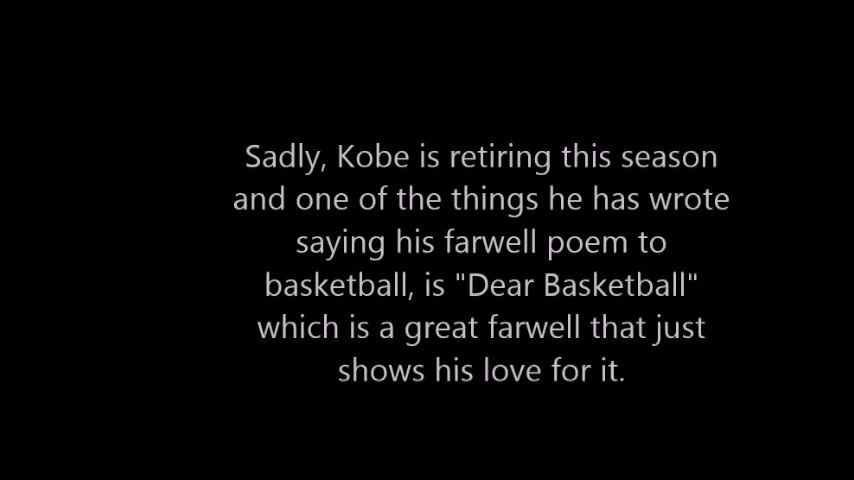 Sadly, Kobe is retiring this season
and one of the things he has wrote
saying his farwell poem to
basketball, is "Dear Basketball"
which is a great farwell that just
shows his love for it.